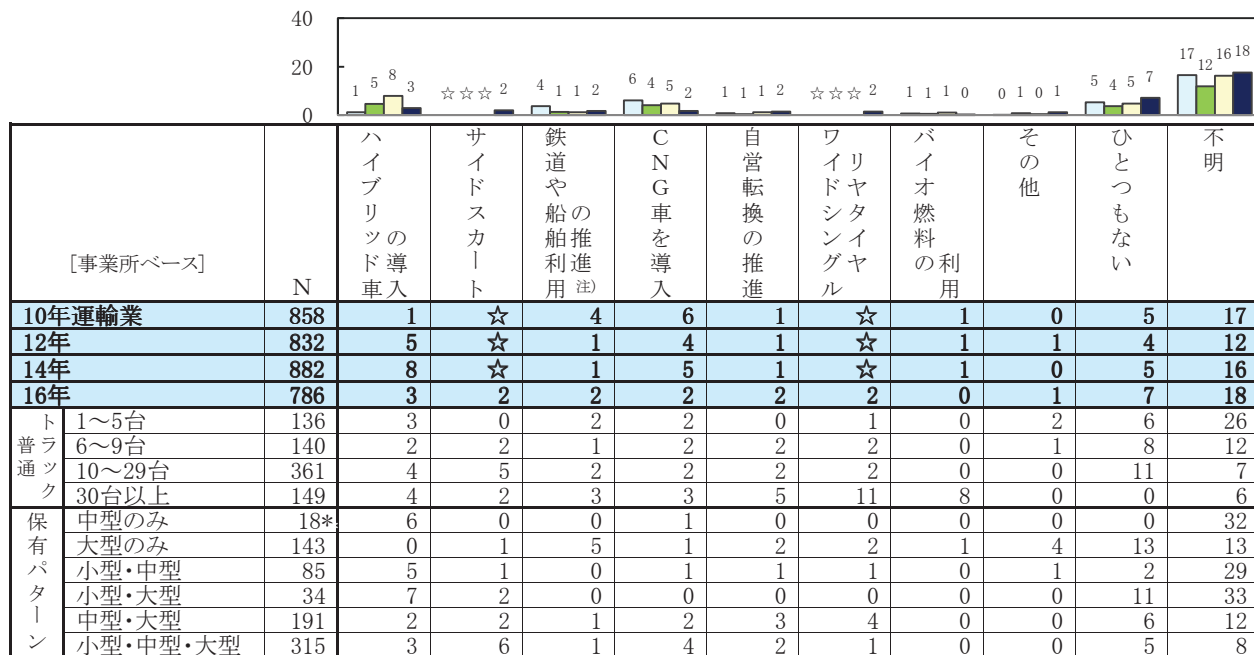 40
20
0
1 5 8 3 ☆☆☆ 2 4 1 1 2 6 4 5 2 1 1 1 2 ☆☆☆ 2 1 1 1 0 0 1 0 1 5 4 5 7 17 12 16 18
[事業所ベース] N ハイブリッド車の導入 サイドスカート 鉄道や船舶利用の推進注) CNG車を導入 自営転換の推進 ワイドシングルリヤタイヤ バイオ燃料の利用 その他 ひとつもない 不明
10年運輸業 858 1 ☆ 4 6 1 ☆ 1 0 5 17
12年 832 5 ☆ 1 4 1 ☆ 1 1 4 12
14年 882 8 ☆ 1 5 1 ☆ 1 0 5 16
16年 786 3 2 2 2 2 2 0 1 7 18
普通トラック
1～5台 136 3 0 2 2 0 1 0 2 6 26
6～9台 140 2 2 1 2 2 2 0 1 8 12
10～29台 361 4 5 2 2 2 2 0 0 11 7
30台以上 149 4 2 3 3 5 11 8 0 0 6
保有パターン
中型のみ 18* 6 0 0 1 0 0 0 0 0 32
大型のみ 143 0 1 5 1 2 2 1 4 13 13
小型・中型 85 5 1 0 1 1 1 0 1 2 29
小型・大型 34 7 2 0 0 0 0 0 0 11 33
中型・大型 191 2 2 1 2 3 4 0 0 6 12
小型・中型・大型 315 3 6 1 4 2 1 0 0 5 8